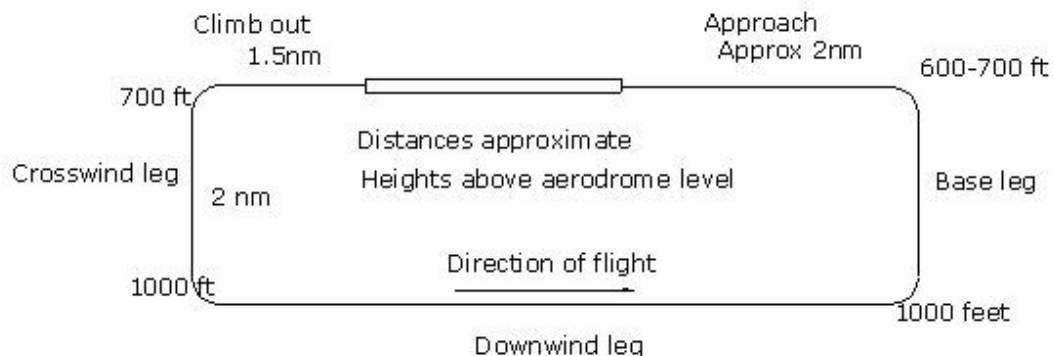 Climb out
1.5nm
Approach
Approx 2nm
600-700 ft
700 ft
Distances approximate
Crosswind leg
2 nm
Heights above aerodrome level
Base leg
Direction of flight
1000 ft
1000 feet
Downwind leg